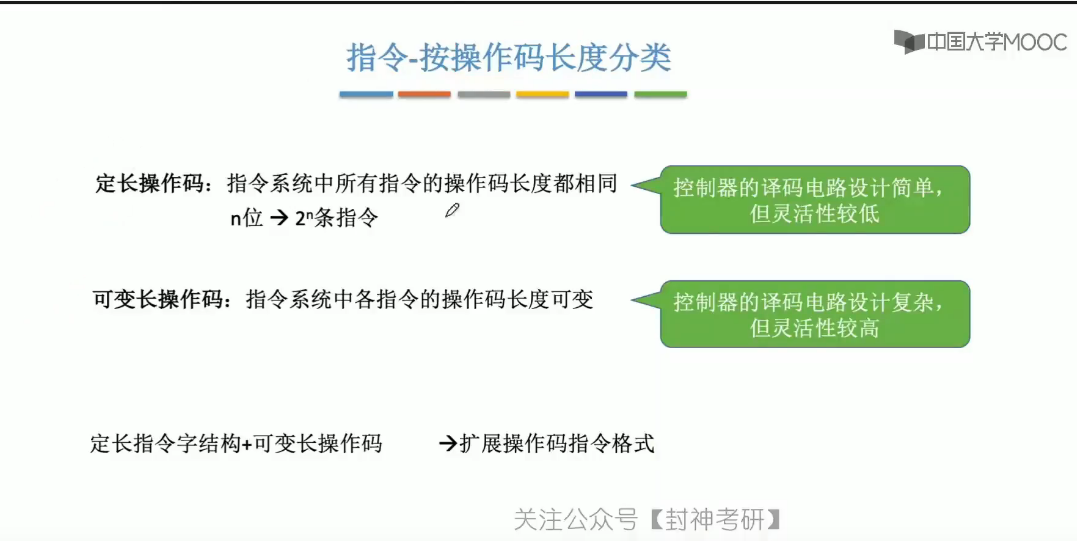 中国大学MOOC
指令-按操作码长度分类
定长操作码：指令系统中所有指令的操作码长度都相同
n位 → 2ⁿ条指令
控制器的译码电路设计简单，
但灵活性较低
可变长操作码：指令系统中各指令的操作码长度可变
控制器的译码电路设计复杂，
但灵活性较高
定长指令字结构+可变长操作码 →扩展操作码指令格式
关注公众号【封神考研】